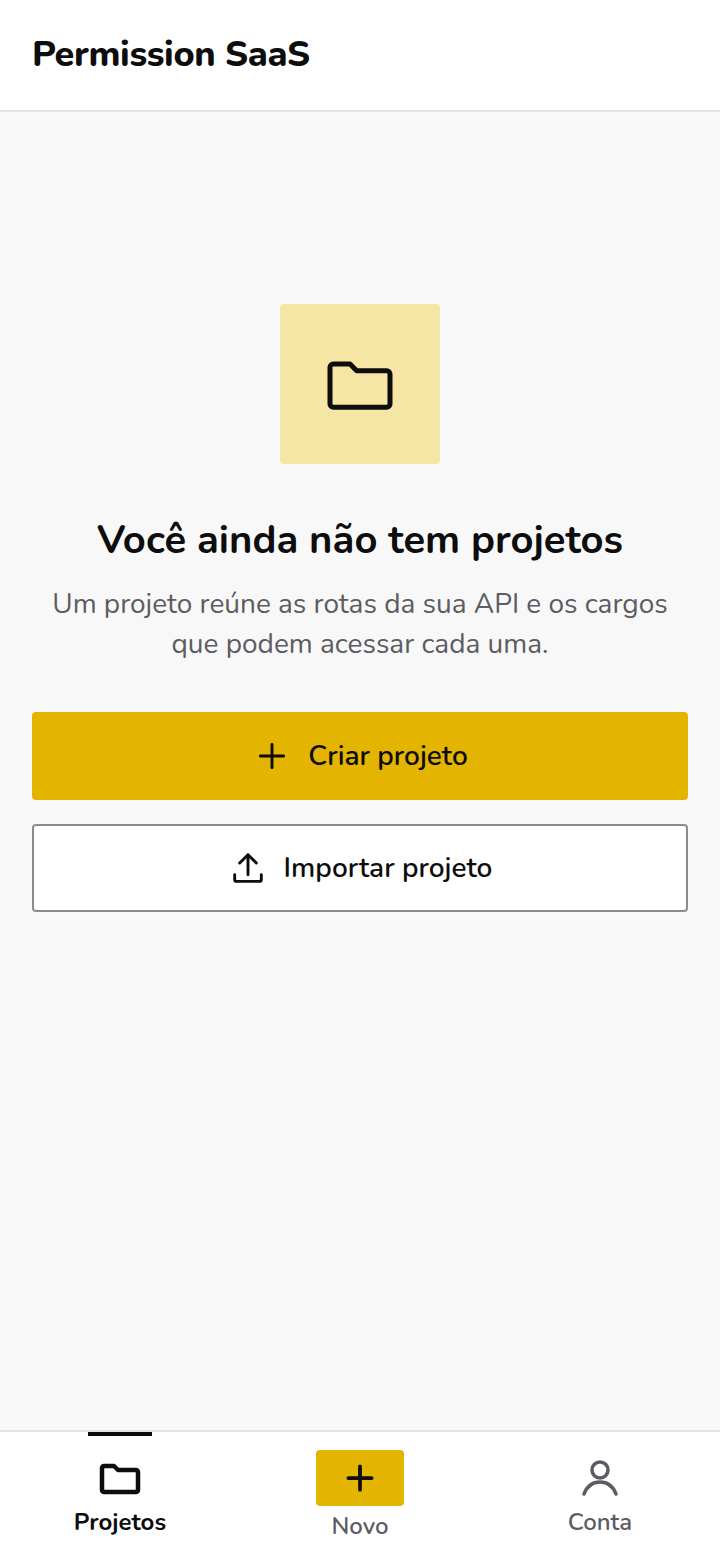 Permission SaaS
Você ainda não tem projetos
Um projeto reúne as rotas da sua API e os cargos
que podem acessar cada uma.
Criar projeto
Importar projeto
Projetos
Novo
Conta